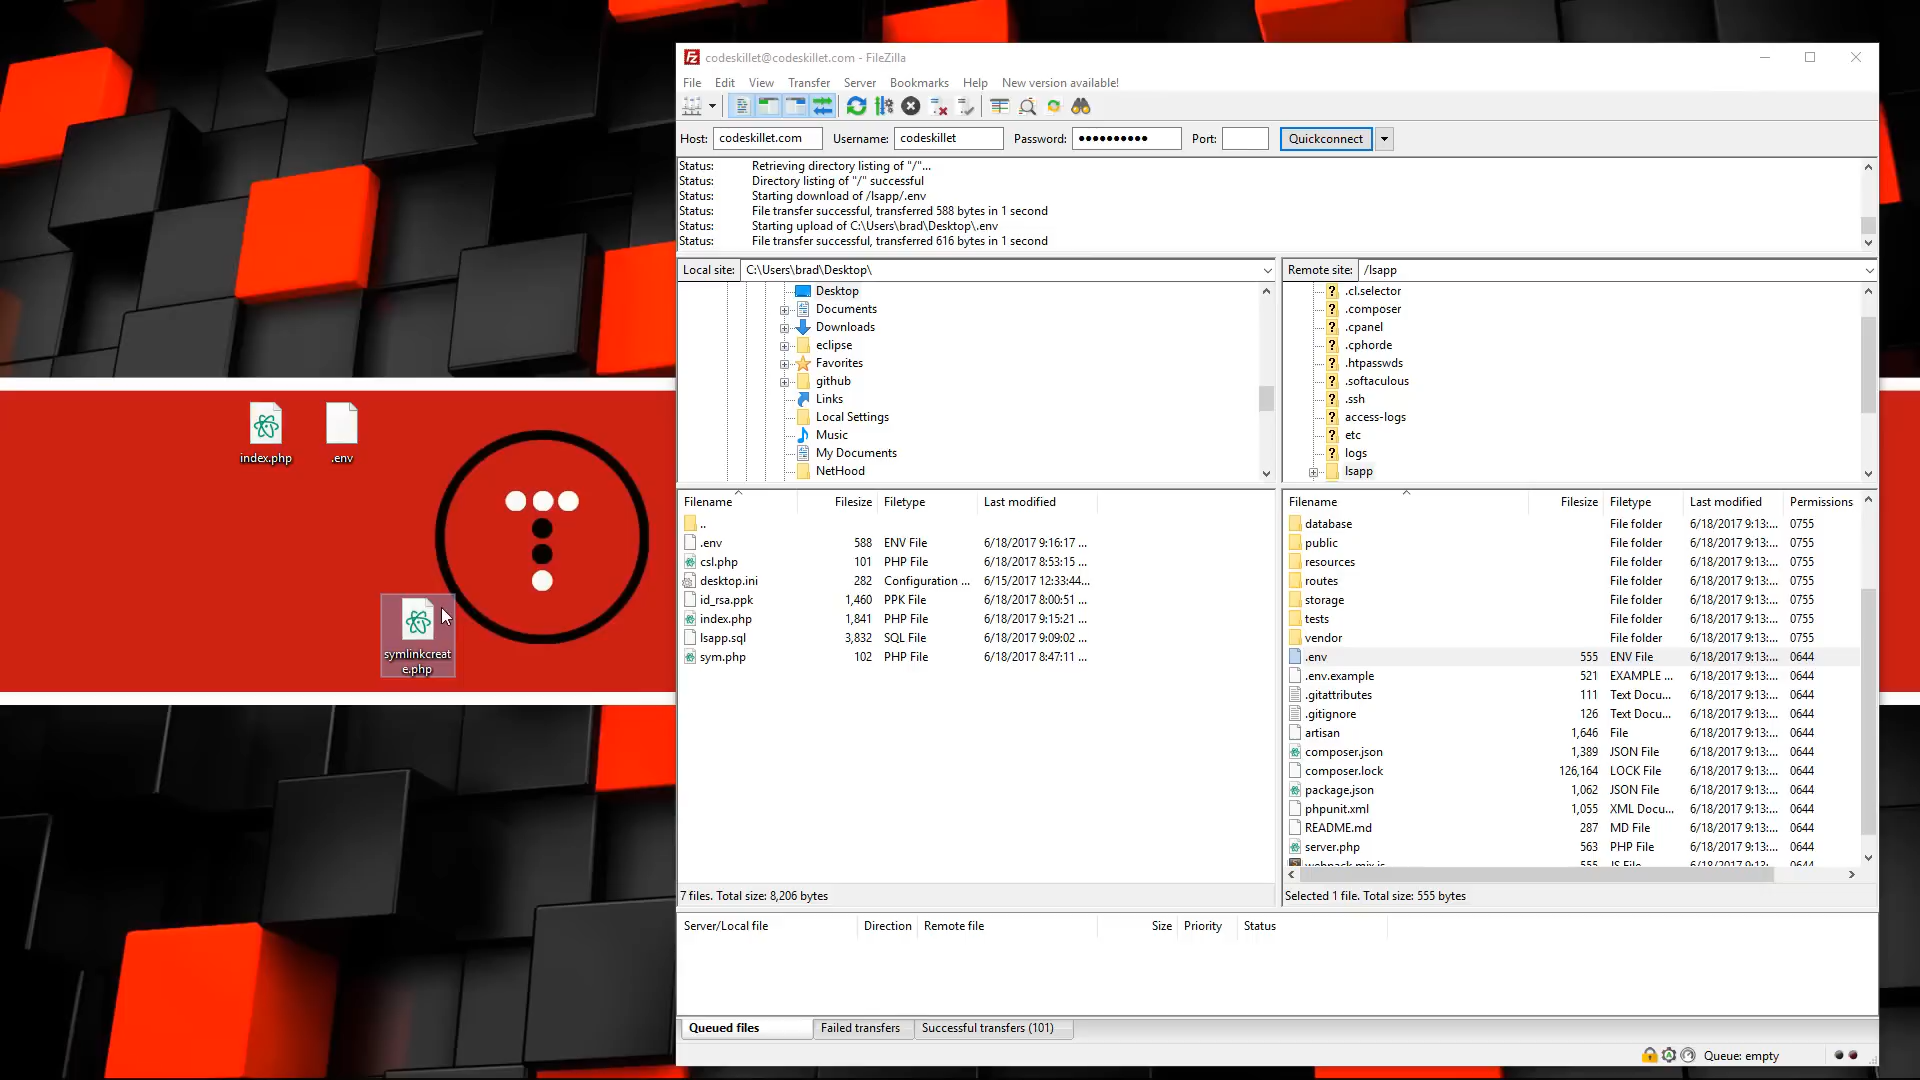 codeskillet@codeskillet.com - FileZilla
File Edit View Transfer Server Bookmarks Help New version available!
Host: codeskillet.com Username: codeskillet Password: ●●●●●●●●●● Port: Quickconnect
Status: Retrieving directory listing of "/"...
Status: Directory listing of "/" successful
Status: Starting download of /lsapp/.env
Status: File transfer successful, transferred 588 bytes in 1 second
Status: Starting upload of C:\Users\brad\Desktop\.env
Status: File transfer successful, transferred 616 bytes in 1 second
Local site: C:\Users\brad\Desktop\
Desktop
Documents
Downloads
eclipse
Favorites
github
Links
Local Settings
Music
My Documents
NetHood
Remote site: /lsapp
.cl.selector
.composer
.cpanel
.cphorde
.htpasswds
.softaculous
.ssh
access-logs
etc
logs
lsapp
index.php
.env
symlinkcreat
e.php
Filename Filesize Filetype Last modified
..
.env 588 ENV File 6/18/2017 9:16:17 ...
csl.php 101 PHP File 6/18/2017 8:53:15 ...
desktop.ini 282 Configuration ... 6/15/2017 12:33:44...
id_rsa.ppk 1,460 PPK File 6/18/2017 8:00:51 ...
index.php 1,841 PHP File 6/18/2017 9:15:21 ...
lsapp.sql 3,832 SQL File 6/18/2017 9:09:02 ...
sym.php 102 PHP File 6/18/2017 8:47:11 ...
7 files. Total size: 8,206 bytes
Filename Filesize Filetype Last modified Permissions
database File folder 6/18/2017 9:13:... 0755
public File folder 6/18/2017 9:13:... 0755
resources File folder 6/18/2017 9:13:... 0755
routes File folder 6/18/2017 9:13:... 0755
storage File folder 6/18/2017 9:13:... 0755
tests File folder 6/18/2017 9:13:... 0755
vendor File folder 6/18/2017 9:13:... 0755
.env 555 ENV File 6/18/2017 9:13:... 0644
.env.example 521 EXAMPLE ... 6/18/2017 9:13:... 0644
.gitattributes 111 Text Docu... 6/18/2017 9:13:... 0644
.gitignore 126 Text Docu... 6/18/2017 9:13:... 0644
artisan 1,646 File 6/18/2017 9:13:... 0644
composer.json 1,389 JSON File 6/18/2017 9:13:... 0644
composer.lock 126,164 LOCK File 6/18/2017 9:13:... 0644
package.json 1,062 JSON File 6/18/2017 9:13:... 0644
phpunit.xml 1,055 XML Docu... 6/18/2017 9:13:... 0644
README.md 287 MD File 6/18/2017 9:13:... 0644
server.php 563 PHP File 6/18/2017 9:13:... 0644
webpack.mix.js 555 JS File 6/18/2017 9:13:... 0644
Selected 1 file. Total size: 555 bytes
Server/Local file Direction Remote file Size Priority Status
Queued files Failed transfers Successful transfers (101)
Queue: empty